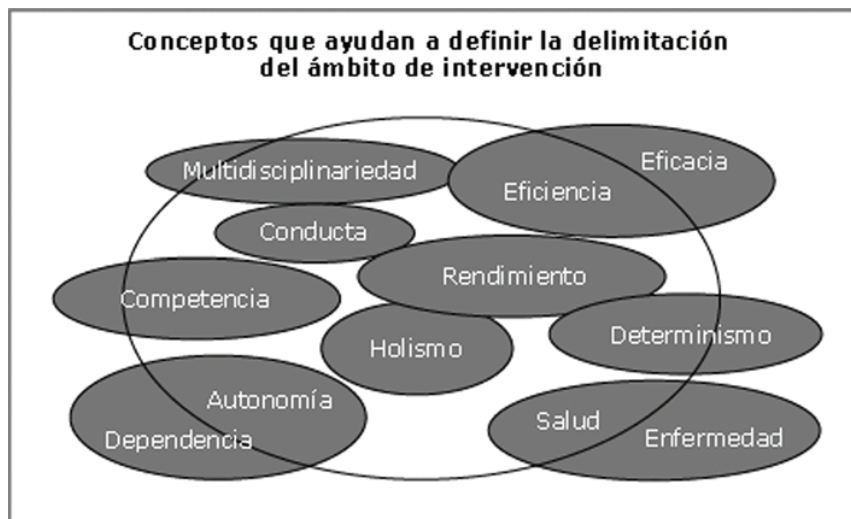 Conceptos que ayudan a definir la delimitación
del ámbito de intervención
Multidisciplinariedad
Eficacia
Eficiencia
Conducta
Rendimiento
Competencia
Determinismo
Holismo
Autonomía
Dependencia
Salud
Enfermedad